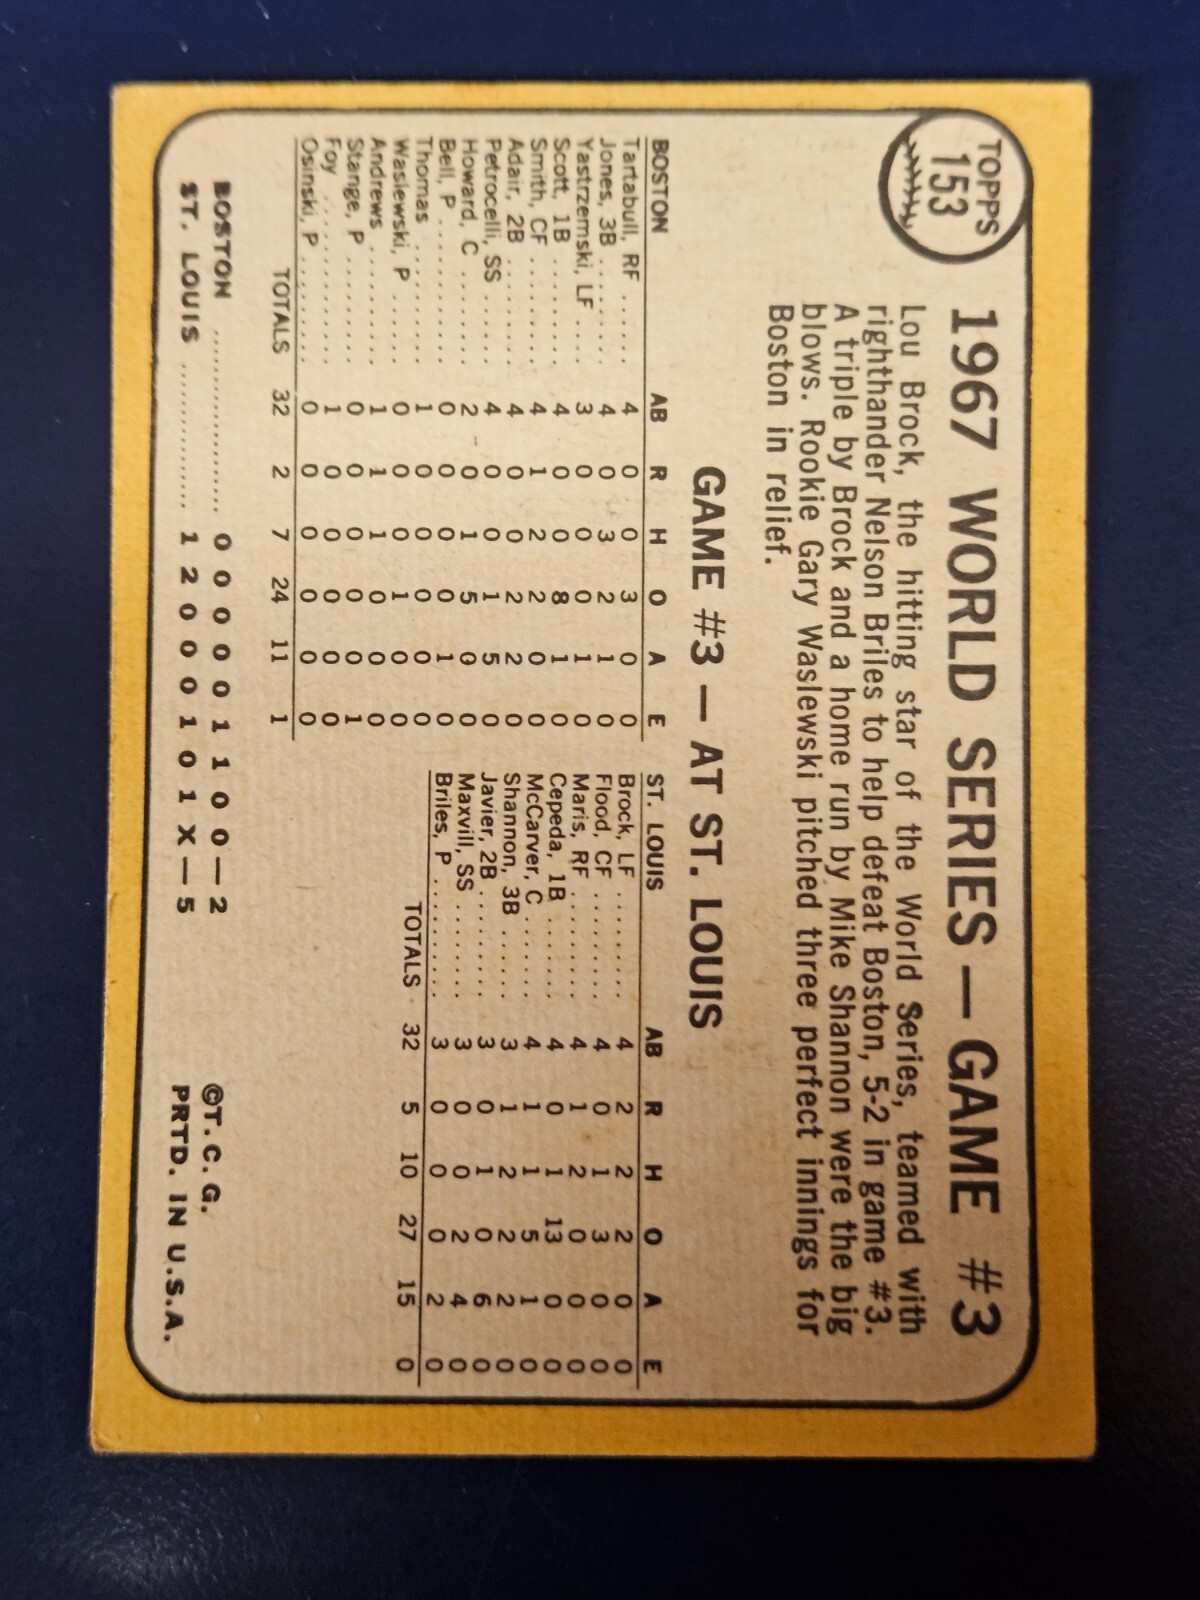 TOPPS
153
1967 WORLD SERIES — GAME #3
Lou Brock, the hitting star of the World Series, teamed with
righthander Nelson Briles to help defeat Boston, 5-2 in game #3.
A triple by Brock and a home run by Mike Shannon were the big
blows. Rookie Gary Waslewski pitched three perfect innings for
Boston in relief.
GAME #3 — AT ST. LOUIS
BOSTON AB R H O A E
Tartabull, RF ...... 4 0 0 3 0 0
Jones, 3B ........ 4 0 3 2 1 0
Yastrzemski, LF .... 3 0 0 0 1 0
Scott, 1B ........ 4 0 0 8 1 0
Smith, CF ........ 4 1 2 2 0 0
Adair, 2B ......... 4 0 0 2 2 0
Petrocelli, SS ...... 4 0 0 1 5 0
Howard, C ....... 2 0 1 5 0 0
Bell, P ........... 0 0 0 0 1 0
Thomas ......... 1 0 0 0 0 0
Waslewski, P ...... 0 0 0 1 0 0
Andrews ......... 1 1 1 0 0 0
Stange, P ........ 0 0 0 0 0 1
Foy ............. 1 0 0 0 0 0
Osinski, P ........ 0 0 0 0 0 0
TOTALS 32 2 7 24 11 1
ST. LOUIS AB R H O A E
Brock, LF ......... 4 2 2 2 0 0
Flood, CF ......... 4 0 1 3 0 0
Maris, RF ......... 4 1 2 0 0 0
Cepeda, 1B ........ 4 0 1 13 0 0
McCarver, C ....... 4 1 1 5 1 0
Shannon, 3B ...... 3 1 2 2 2 0
Javier, 2B ......... 3 0 1 0 6 0
Maxvill, SS ........ 3 0 0 2 4 0
Briles, P .......... 3 0 0 0 2 0
TOTALS 32 5 10 27 15 0
BOSTON ................ 0 0 0 0 0 1 1 0 0 — 2
ST. LOUIS ............. 1 2 0 0 0 1 0 1 X — 5
©T. C. G.
PRTD. IN U.S.A.